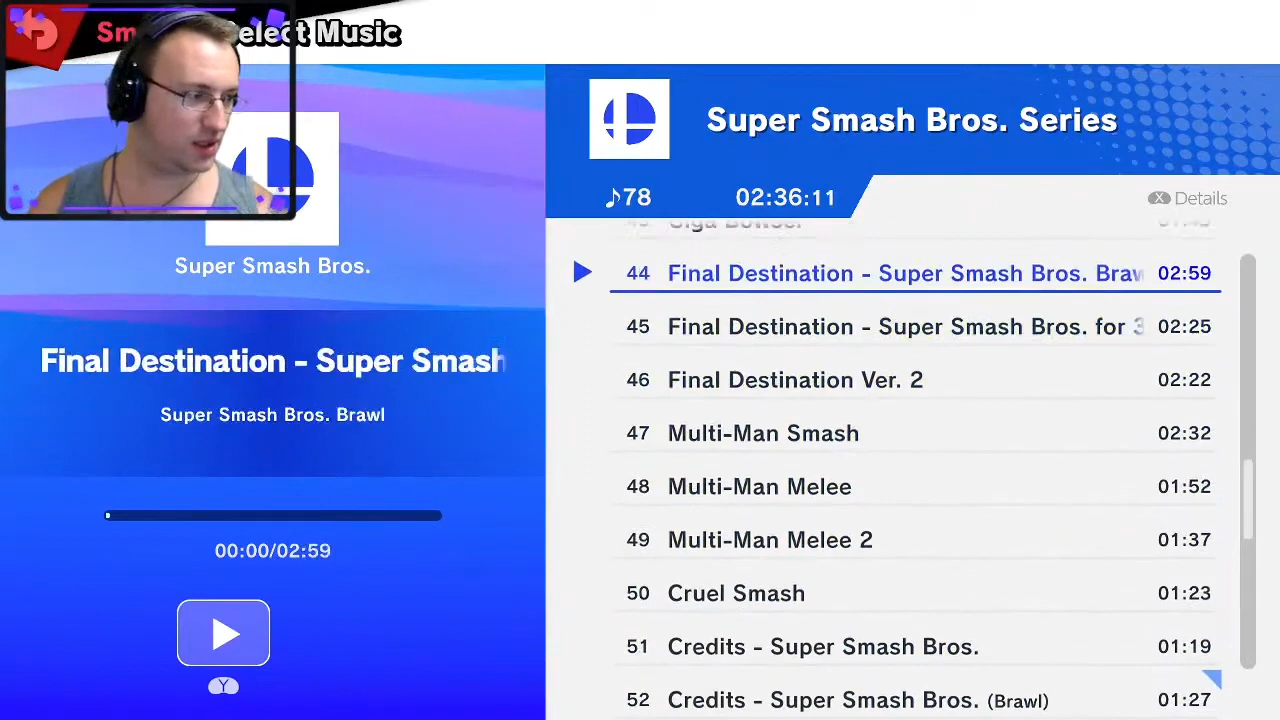 Sm elect Music
Super Smash Bros.
Final Destination - Super Smash
Super Smash Bros. Brawl
00:00/02:59
Y
Super Smash Bros. Series
♪78 02:36:11
X Details
Giga Bowser
44 Final Destination - Super Smash Bros. Braw 02:59
45 Final Destination - Super Smash Bros. for 3 02:25
46 Final Destination Ver. 2 02:22
47 Multi-Man Smash 02:32
48 Multi-Man Melee 01:52
49 Multi-Man Melee 2 01:37
50 Cruel Smash 01:23
51 Credits - Super Smash Bros. 01:19
52 Credits - Super Smash Bros. (Brawl) 01:27